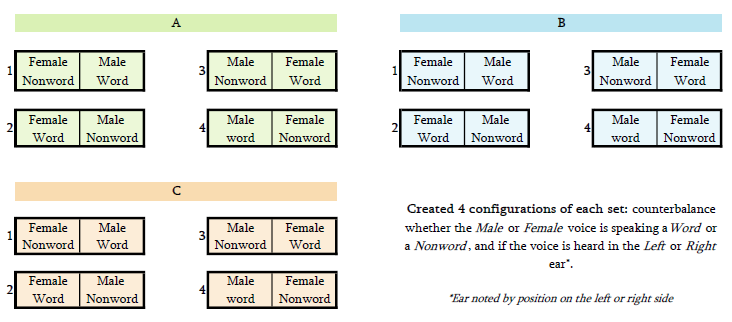 A
1 Female Male
Nonword Word
3 Male Female
Nonword Word
2 Female Male
Word Nonword
4 Male Female
word Nonword
B
1 Female Male
Nonword Word
3 Male Female
Nonword Word
2 Female Male
Word Nonword
4 Male Female
word Nonword
C
1 Female Male
Nonword Word
3 Male Female
Nonword Word
2 Female Male
Word Nonword
4 Male Female
word Nonword
Created 4 configurations of each set: counterbalance
whether the Male or Female voice is speaking a Word or
a Nonword, and if the voice is heard in the Left or Right
ear*.
*Ear noted by position on the left or right side